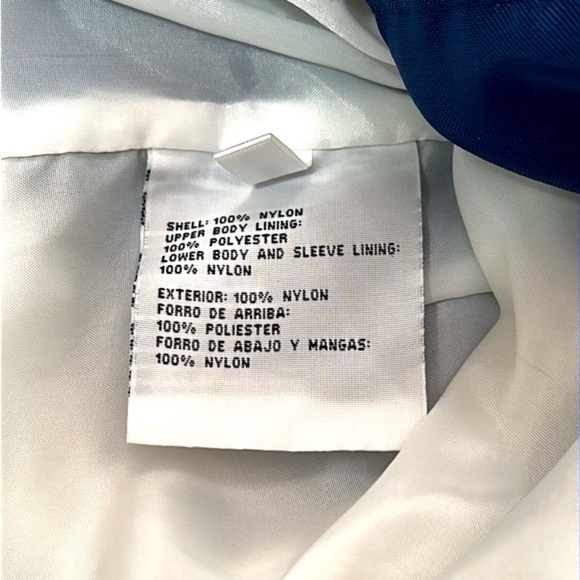 SHELL: 100% NYLON
UPPER BODY LINING:
100% POLYESTER
LOWER BODY AND SLEEVE LINING:
100% NYLON
EXTERIOR: 100% NYLON
FORRO DE ARRIBA:
100% POLIESTER
FORRO DE ABAJO Y MANGAS:
100% NYLON